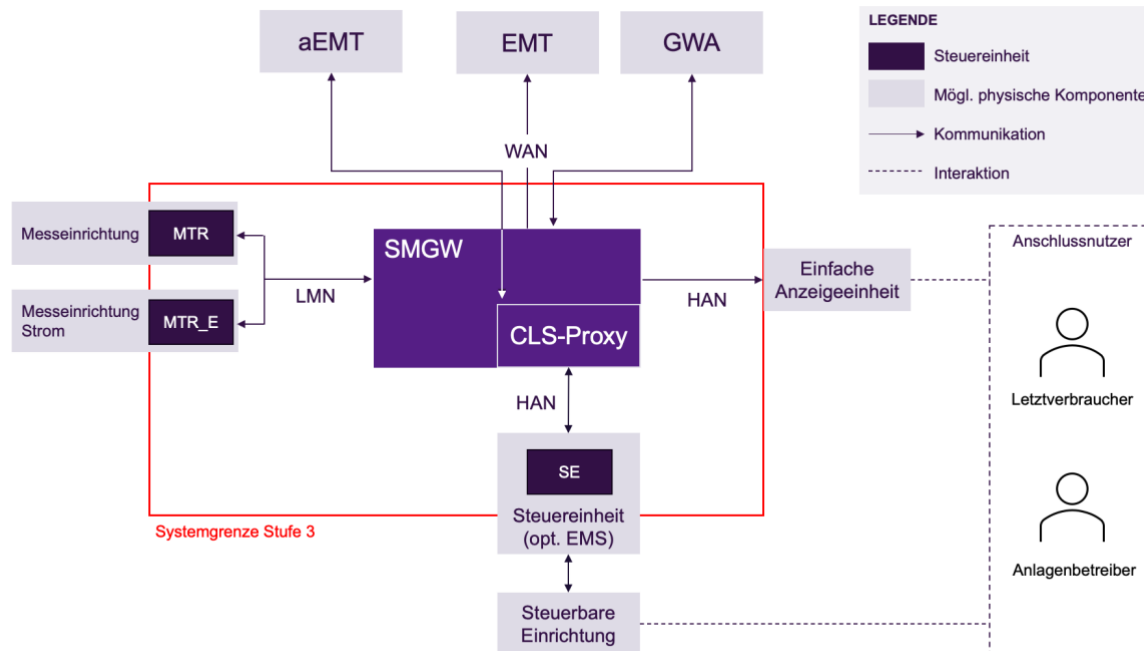 aEMT
EMT
GWA
LEGENDE
Steuereinheit
Mögl. physische Komponente
Kommunikation
Interaktion
WAN
Messeinrichtung
MTR
Messeinrichtung
Strom
MTR_E
LMN
SMGW
CLS-Proxy
HAN
Einfache
Anzeigeeinheit
Anschlussnutzer
Letztverbraucher
Anlagenbetreiber
HAN
SE
Steuereinheit
(opt. EMS)
Systemgrenze Stufe 3
Steuerbare
Einrichtung